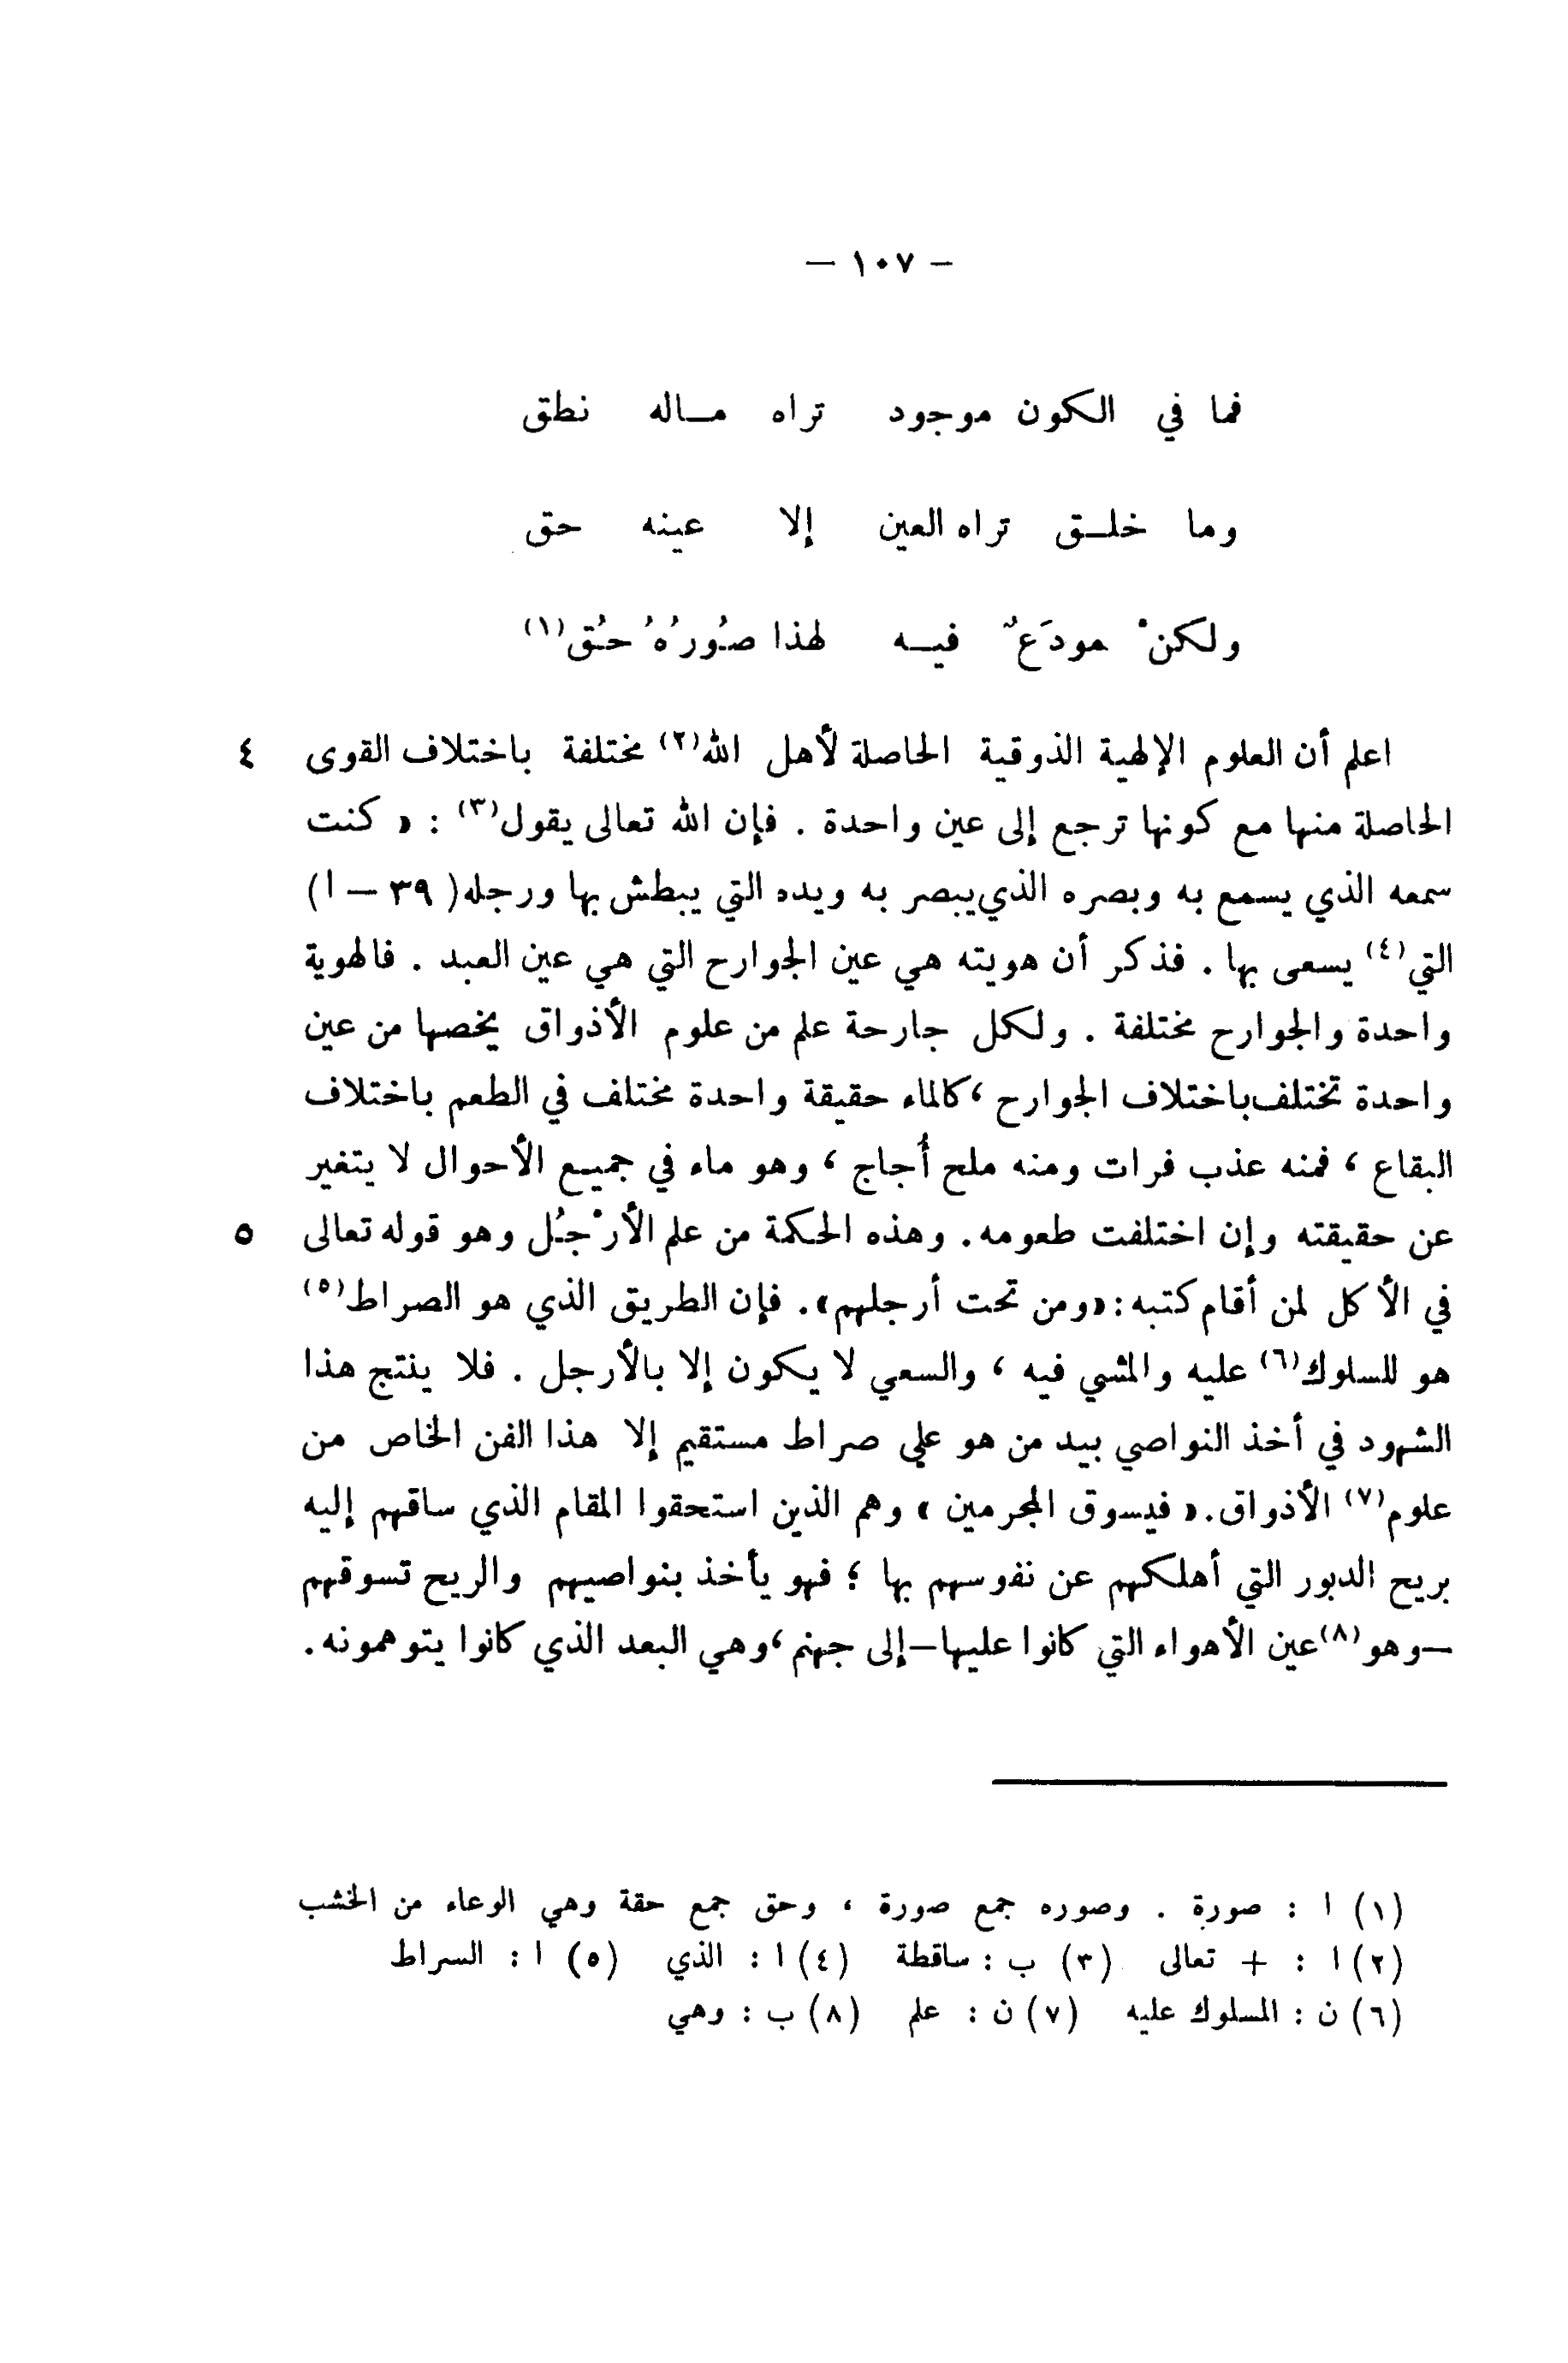 — ١٠٧ —
فما في الكون موجود تراه مــاله نطق
وما خلــق تراه العين إلا عينه حق
ولكنْ مودَعٌ فيــه لهذا صُورُهُ حُق(١)
اعلم أن العلوم الإلهية الذوقية الحاصلة لأهل الله(٢) مختلفة باختلاف القوى ٤
الحاصلة منها مع كونها ترجع إلى عين واحدة . فإن الله تعالى يقول(٣) : « كنت
سمعه الذي يسمع به وبصره الذي يبصر به ويده التي يبطش بها ورجله ( ٣٩ — ا )
التي(٤) يسعى بها . فذكر أن هويته هي عين الجوارح التي هي عين العبد . فالهوية
واحدة والجوارح مختلفة . ولكل جارحة علم من علوم الأذواق يخصها من عين
واحدة تختلف باختلاف الجوارح ، كالماء حقيقة واحدة مختلف في الطعم باختلاف
البقاع ، فمنه عذب فرات ومنه ملح أُجاج ، وهو ماء في جميع الأحوال لا يتغير
عن حقيقته وإن اختلفت طعومه . وهذه الحكمة من علم الأرْجُل وهو قوله تعالى ٥
في الأكل لمن أقام كتبه : «ومن تحت أرجلهم» . فإن الطريق الذي هو الصراط(٥)
هو للسلوك(٦) عليه والمشي فيه ، والسعي لا يكون إلا بالأرجل . فلا ينتج هذا
الشهود في أخذ النواصي بيد من هو على صراط مستقيم إلا هذا الفن الخاص من
علوم(٧) الأذواق . « فيسوق المجرمين » وهم الذين استحقوا المقام الذي ساقهم إليه
بريح الدبور التي أهلكهم عن نفوسهم بها ؛ فهو يأخذ بنواصيهم والريح تسوقهم
—وهو(٨) عين الأهواء التي كانوا عليها— إلى جهنم ، وهي البعد الذي كانوا يتوهمونه .
(١) ا : صورة . وصوره جمع صورة ، وحق جمع حقة وهي الوعاء من الخشب
(٢) ا : + تعالى (٣) ب : ساقطة (٤) ا : الذي (٥) ا : السراط
(٦) ن : المسلوك عليه (٧) ن : علم (٨) ب : وهي